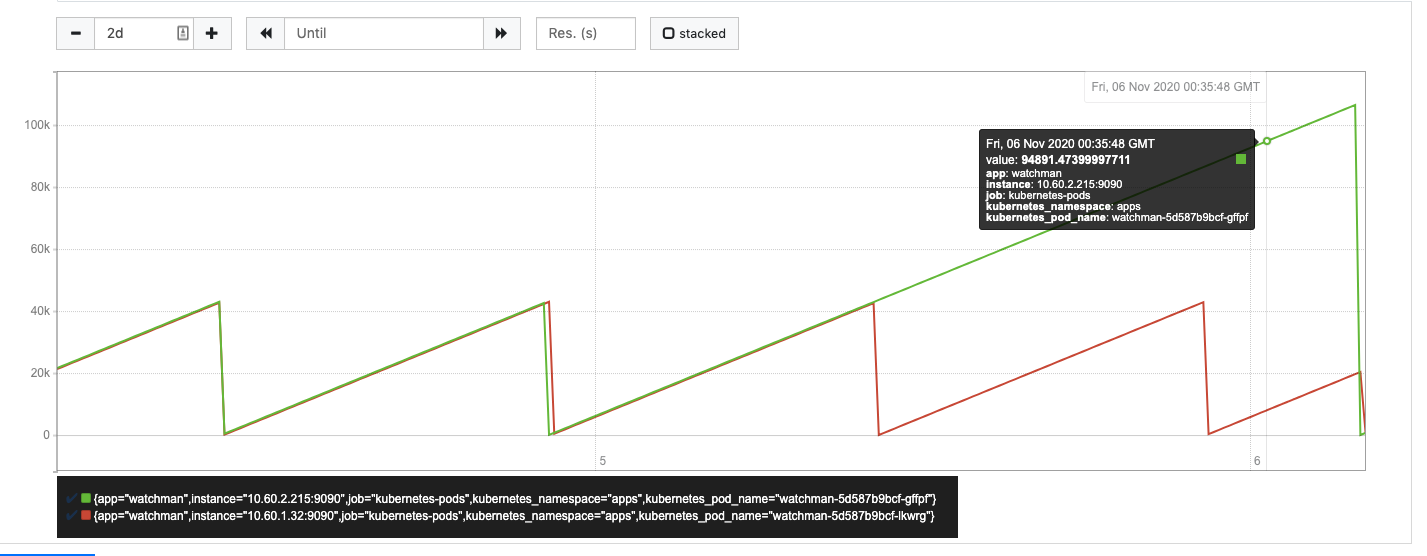 2d
Until
Res. (s)
stacked
Fri, 06 Nov 2020 00:35:48 GMT
100k
Fri, 06 Nov 2020 00:35:48 GMT
value: 94891.47399997711
app: watchman
instance: 10.60.2.215:9090
job: kubernetes-pods
kubernetes_namespace: apps
kubernetes_pod_name: watchman-5d587b9bcf-gffpf
80k
60k
40k
20k
0
5
6
{app="watchman",instance="10.60.2.215:9090",job="kubernetes-pods",kubernetes_namespace="apps",kubernetes_pod_name="watchman-5d587b9bcf-gffpf"}
{app="watchman",instance="10.60.1.32:9090",job="kubernetes-pods",kubernetes_namespace="apps",kubernetes_pod_name="watchman-5d587b9bcf-lkwrg"}